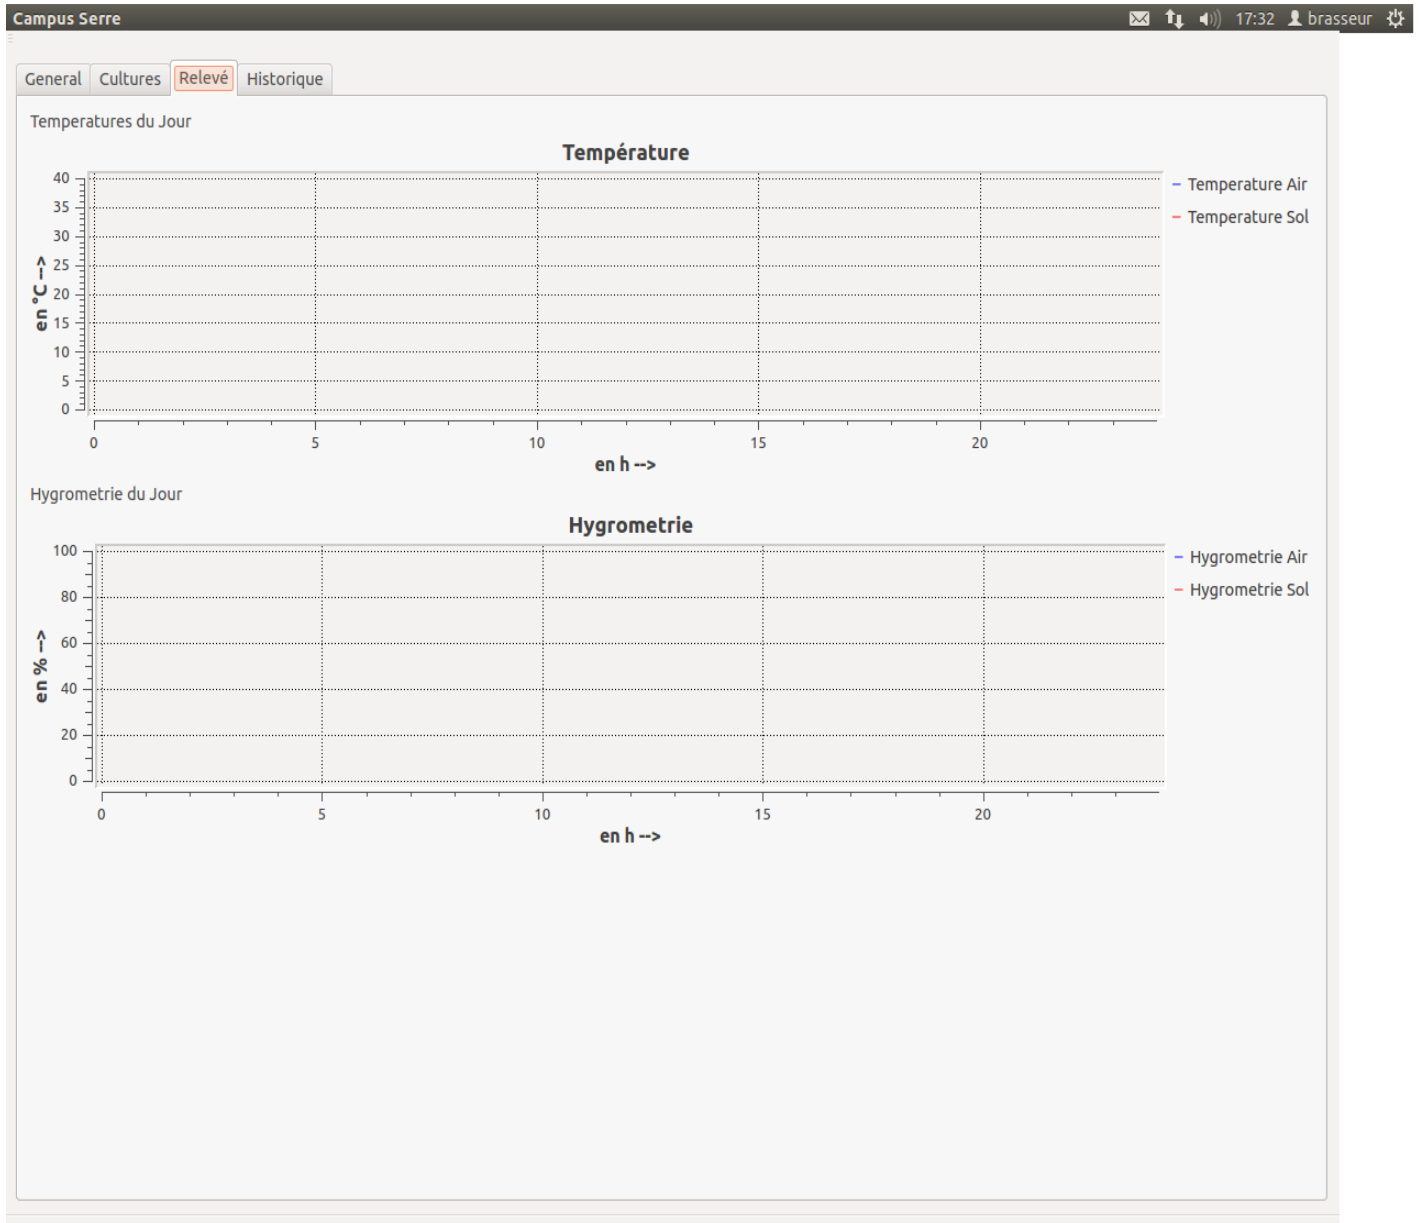 Campus Serre 17:32 brasseur
General Cultures Relevé Historique
Temperatures du Jour
Température
40
35
30
25
20
15
10
5
0
en °C -->
0 5 10 15 20
en h -->
Temperature Air
Temperature Sol
Hygrometrie du Jour
Hygrometrie
100
80
60
40
20
0
en % -->
0 5 10 15 20
en h -->
Hygrometrie Air
Hygrometrie Sol